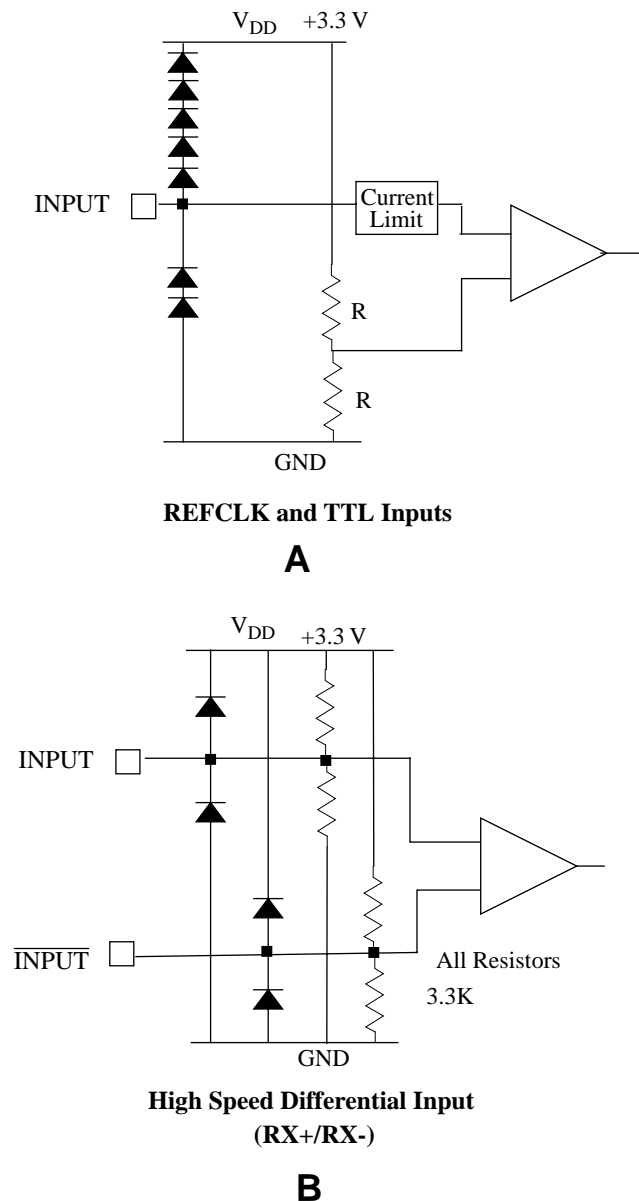 VDD +3.3 V
INPUT
Current
Limit
R
R
GND
REFCLK and TTL Inputs
A
VDD +3.3 V
INPUT
INPUT
All Resistors
3.3K
GND
High Speed Differential Input
(RX+/RX-)
B